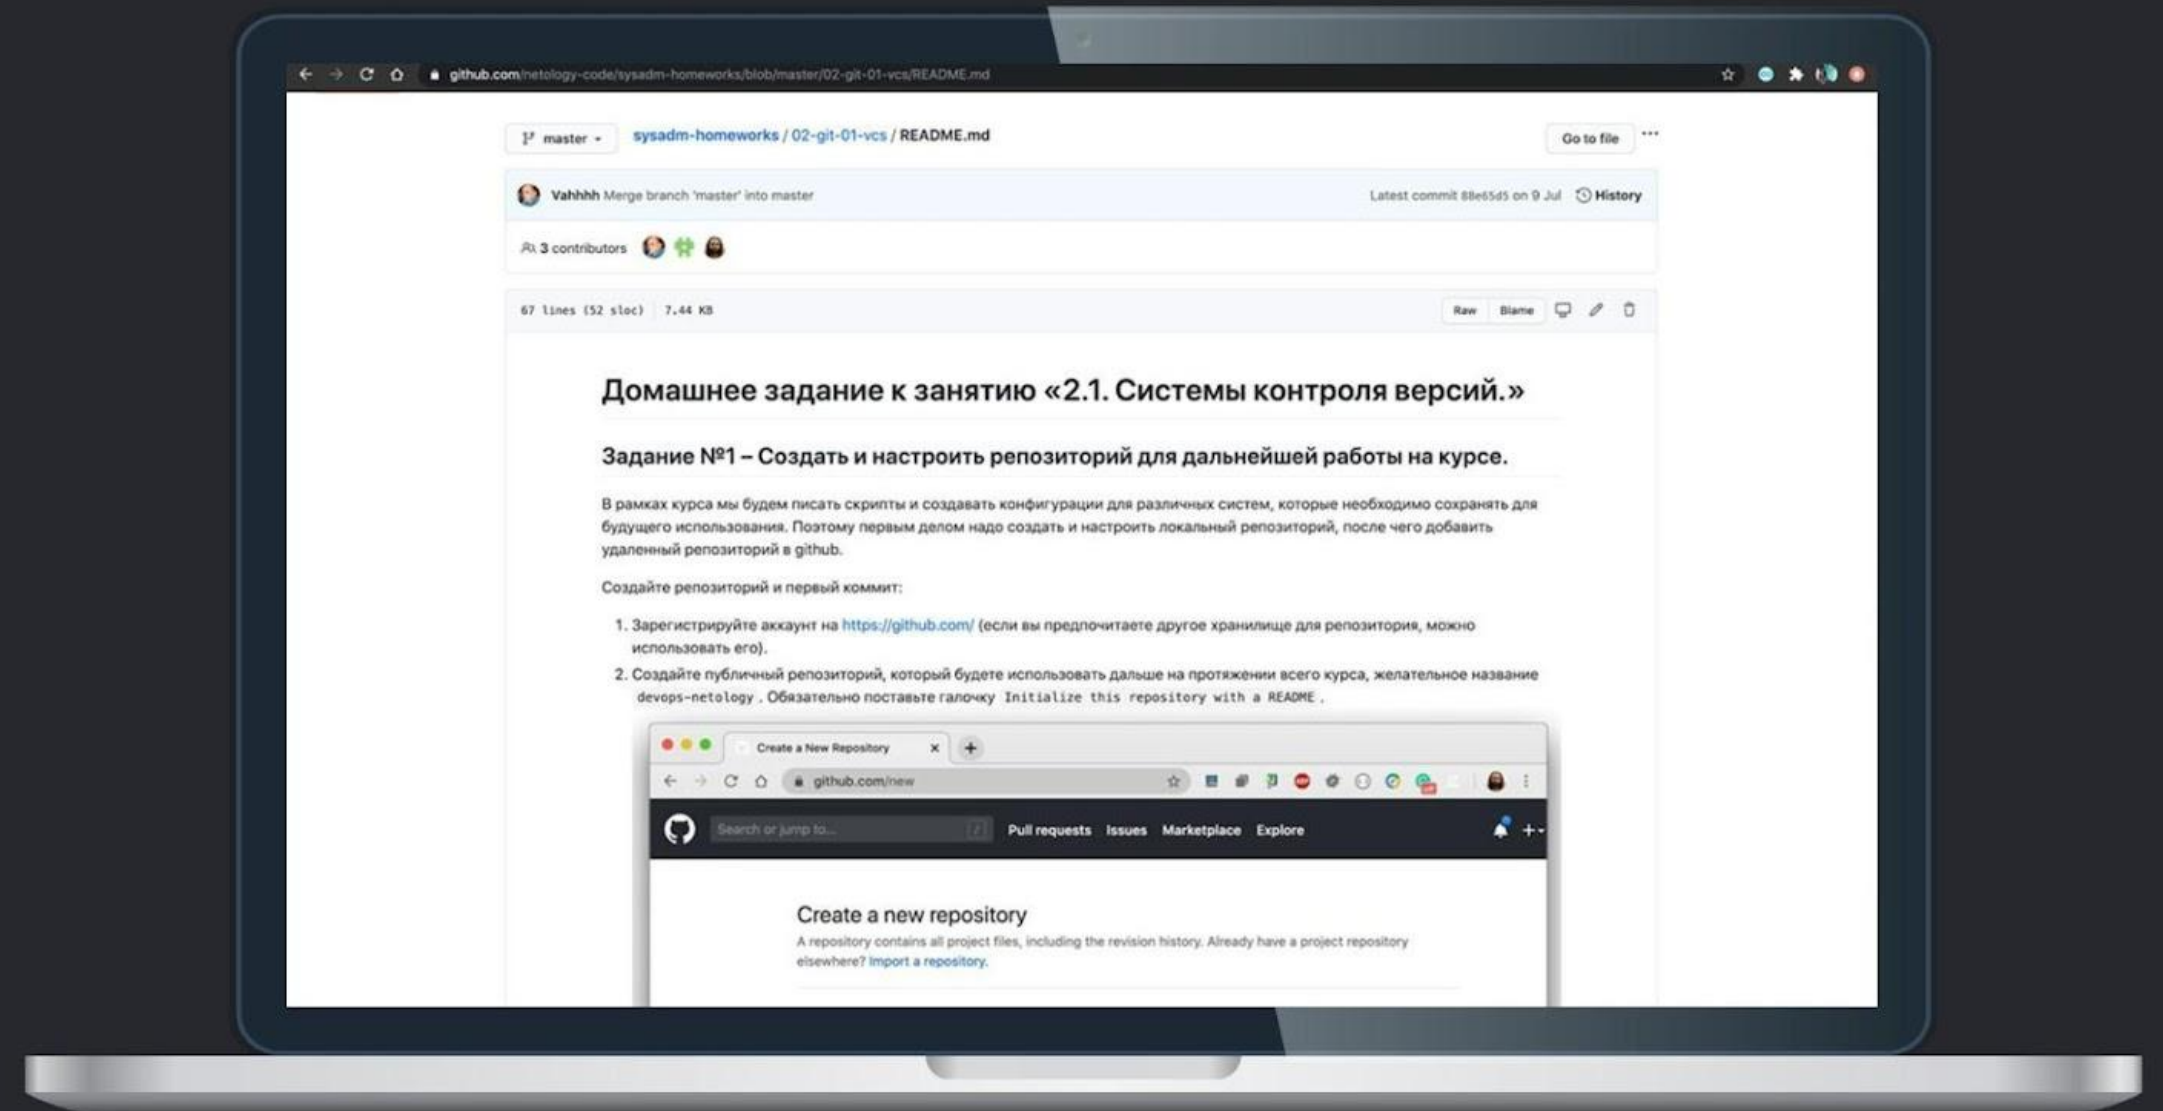 github.com/netology-code/sysadm-homeworks/blob/master/02-git-01-vcs/README.md
master sysadm-homeworks / 02-git-01-vcs / README.md Go to file ...
Vahhhh Merge branch 'master' into master Latest commit 88e65d5 on 9 Jul History
3 contributors
67 lines (52 sloc) 7.44 KB Raw Blame
Домашнее задание к занятию «2.1. Системы контроля версий.»
Задание №1 – Создать и настроить репозиторий для дальнейшей работы на курсе.
В рамках курса мы будем писать скрипты и создавать конфигурации для различных систем, которые необходимо сохранять для
будущего использования. Поэтому первым делом надо создать и настроить локальный репозиторий, после чего добавить
удаленный репозиторий в github.
Создайте репозиторий и первый коммит:
1. Зарегистрируйте аккаунт на https://github.com/ (если вы предпочитаете другое хранилище для репозитория, можно
использовать его).
2. Создайте публичный репозиторий, который будете использовать дальше на протяжении всего курса, желательное название
devops-netology . Обязательно поставьте галочку Initialize this repository with a README .
Create a New Repository
github.com/new
Search or jump to... / Pull requests Issues Marketplace Explore
Create a new repository
A repository contains all project files, including the revision history. Already have a project repository
elsewhere? Import a repository.